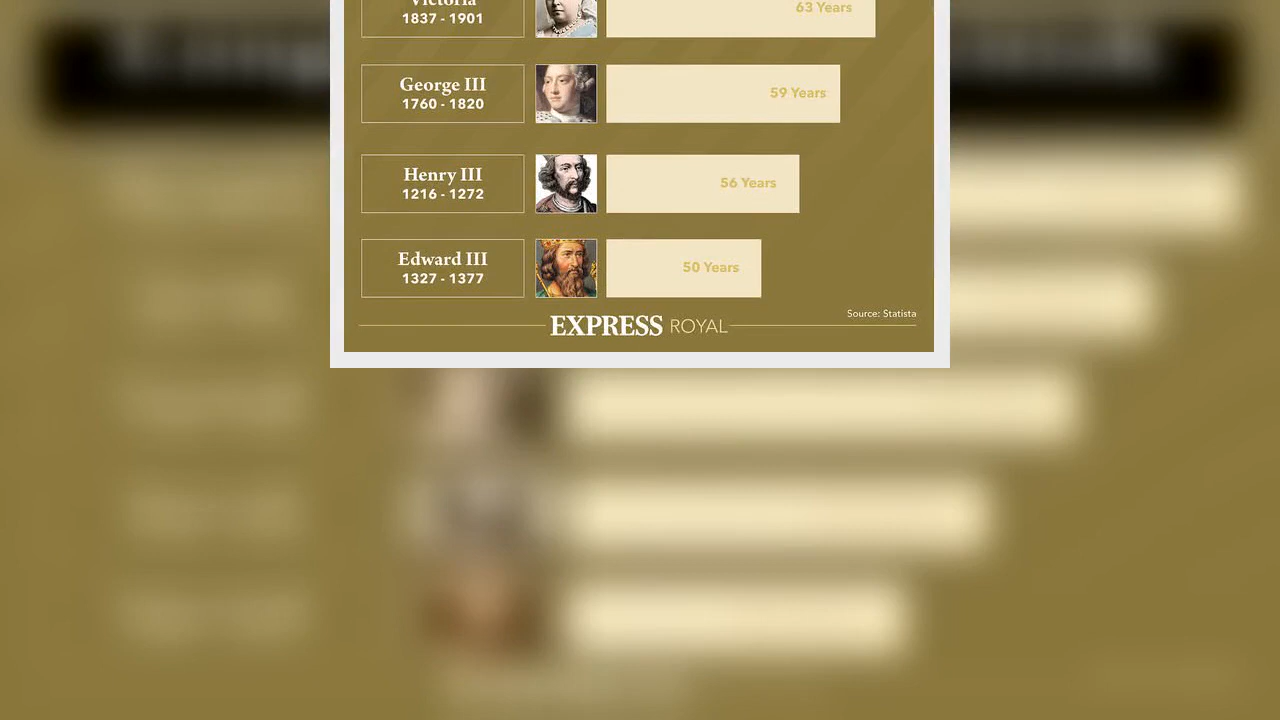 Victoria
1837 - 1901
63 Years
George III
1760 - 1820
59 Years
Henry III
1216 - 1272
56 Years
Edward III
1327 - 1377
50 Years
Source: Statista
EXPRESS ROYAL